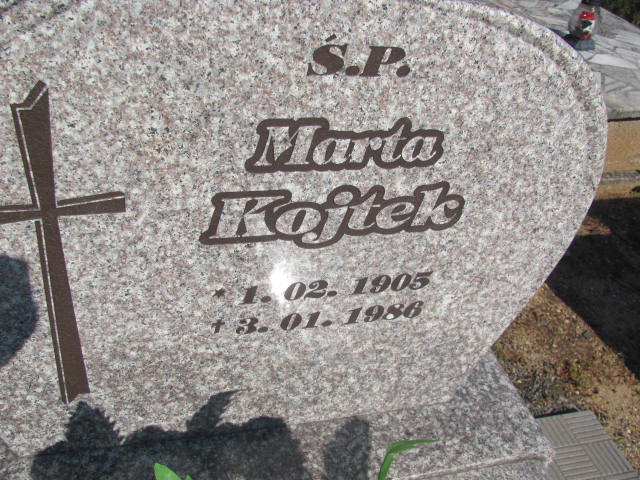 Ś.P.
Marta
Kojtek
* 1. 02. 1905
† 3. 01. 1986